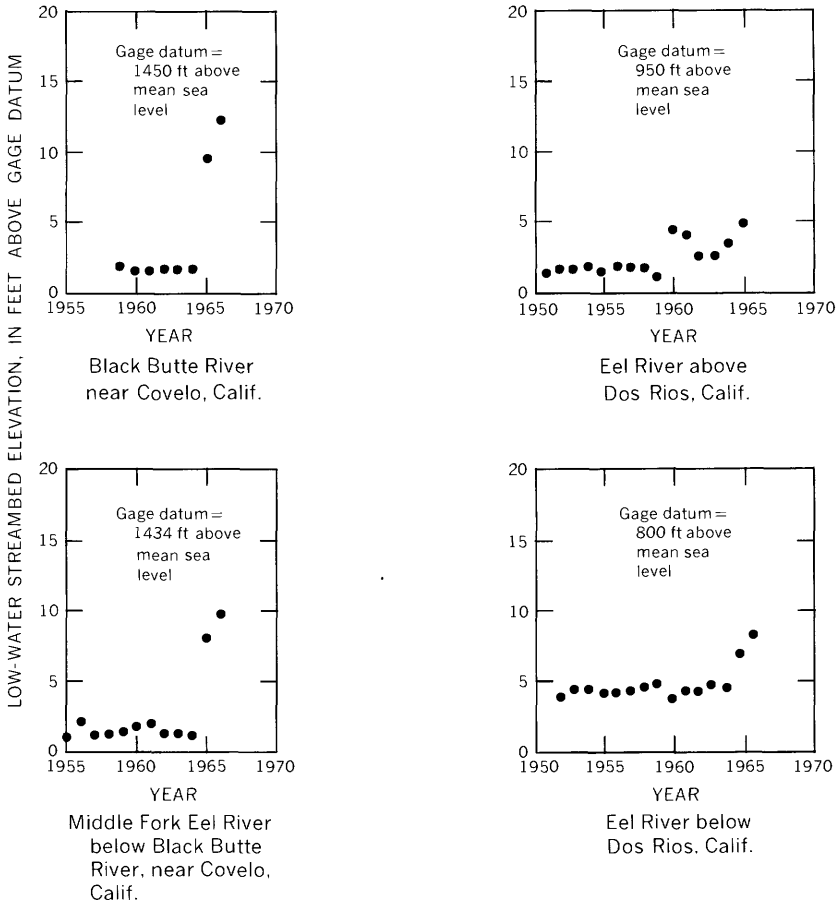 LOW-WATER STREAMBED ELEVATION, IN FEET ABOVE GAGE DATUM
20
15
10
5
0
Gage datum =
1450 ft above
mean sea
level
1955 1960 1965 1970
YEAR
Black Butte River
near Covelo, Calif.
20
15
10
5
0
Gage datum =
950 ft above
mean sea
level
1950 1955 1960 1965 1970
YEAR
Eel River above
Dos Rios, Calif.
20
15
10
5
0
Gage datum =
1434 ft above
mean sea
level
1955 1960 1965 1970
YEAR
Middle Fork Eel River
below Black Butte
River, near Covelo,
Calif.
20
15
10
5
0
Gage datum =
800 ft above
mean sea
level
1950 1955 1960 1965 1970
YEAR
Eel River below
Dos Rios, Calif.